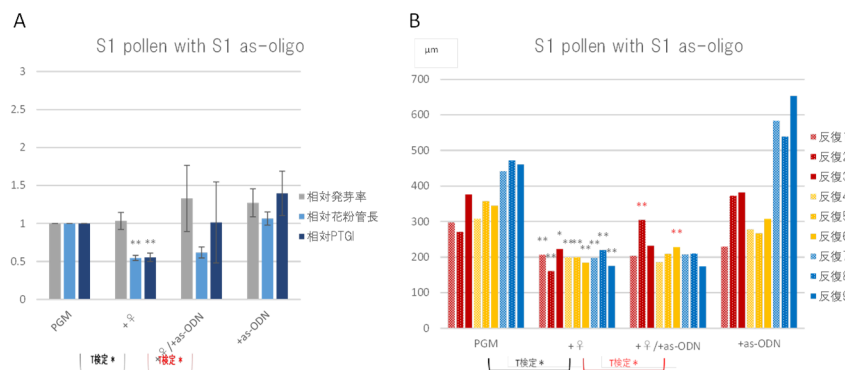 A
S1 pollen with S1 as-oligo
3
2.5
2
1.5
1
0.5
0
** **
PGM
+♀
+♀/+as-ODN
+as-ODN
T検定 *
T検定 *
相対発芽率
相対花粉管長
相対PTGI
B
S1 pollen with S1 as-oligo
μm
700
600
500
400
300
200
100
0
** ** * ** ** ** ** ** **
** **
PGM
+♀
+♀/+as-ODN
+as-ODN
T検定 *
T検定 *
反復1
反復2
反復3
反復4
反復5
反復6
反復7
反復8
反復9